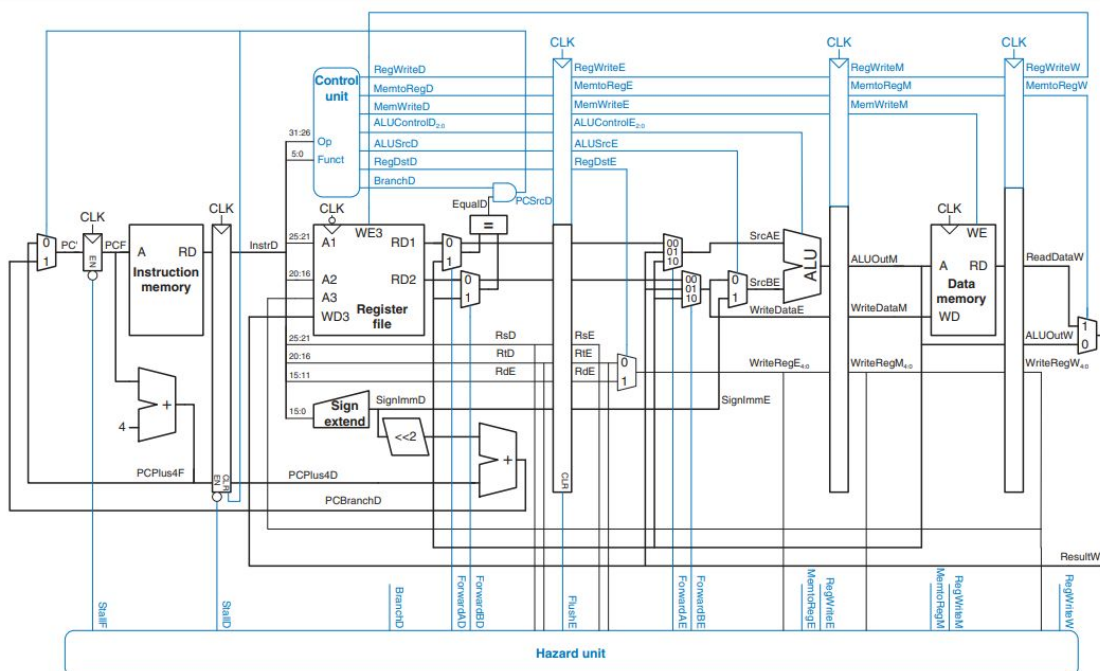 CLK CLK CLK
Control unit
RegWriteD RegWriteE RegWriteM RegWriteW
MemtoRegD MemtoRegE MemtoRegM MemtoRegW
MemWriteD MemWriteE MemWriteM
ALUControlD2:0 ALUControlE2:0
31:26 Op
ALUSrcD ALUSrcE
5:0 Funct
RegDstD RegDstE
BranchD
EqualD PCSrcD
CLK CLK CLK CLK
WE3 = WE
0 1 PC' EN PCF A RD InstrD
Instruction memory
25:21 A1 RD1 0 1 00 01 10 SrcAE
20:16 A2 RD2 0 1 00 01 10 0 1 SrcBE
ALU ALUOutM A RD ReadDataW
A3
WD3 Register file
Data memory
WriteDataE WriteDataM WD
1 0
ALUOutW
25:21 RsD RsE
20:16 RtD RtE 0
15:11 RdE RdE 1
WriteRegE4:0 WriteRegM4:0 WriteRegW4:0
15:0 Sign extend SignImmD SignImmE
4 +
<<2
+
PCPlus4F EN CLR PCPlus4D CLR
PCBranchD
ResultW
StallF
StallD
BranchD
ForwardAD
ForwardBD
FlushE
ForwardAE
ForwardBE
MemtoRegE
RegWriteE
MemtoRegM
RegWriteM
RegWriteW
Hazard unit